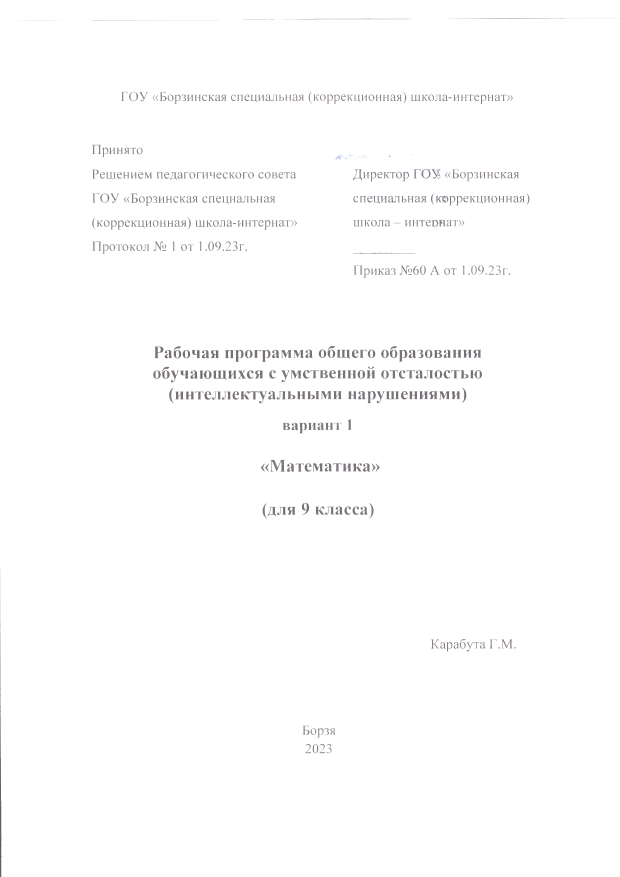 ГОУ «Борзинская специальная (коррекционная) школа-интернат»
Принято
Решением педагогического совета
ГОУ «Борзинская специальная
(коррекционная) школа-интернат»
Протокол № 1 от 1.09.23г.
Директор ГОУ «Борзинская
специальная (коррекционная)
школа – интернат»
Приказ №60 А от 1.09.23г.
Рабочая программа общего образования
обучающихся с умственной отсталостью
(интеллектуальными нарушениями)
вариант 1
«Математика»
(для 9 класса)
Карабута Г.М.
Борзя
2023